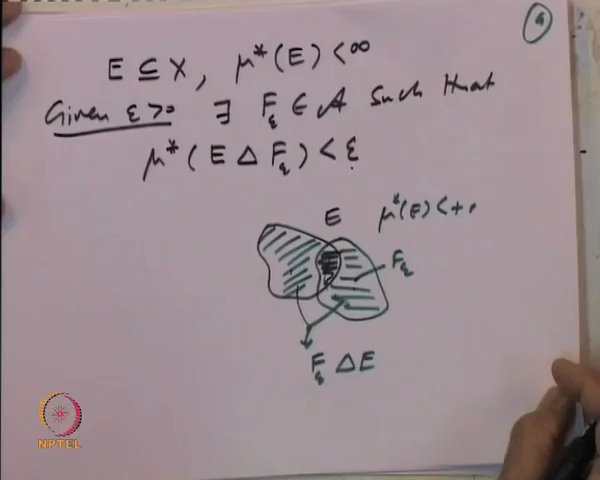 4
E ⊆ X, μ*(E) < ∞
Given ε > 0 ∃ F_ε ∈ A such that
μ*(E Δ F_ε) < ε.
E μ*(E) < +
F_ε
F_ε Δ E
NPTEL